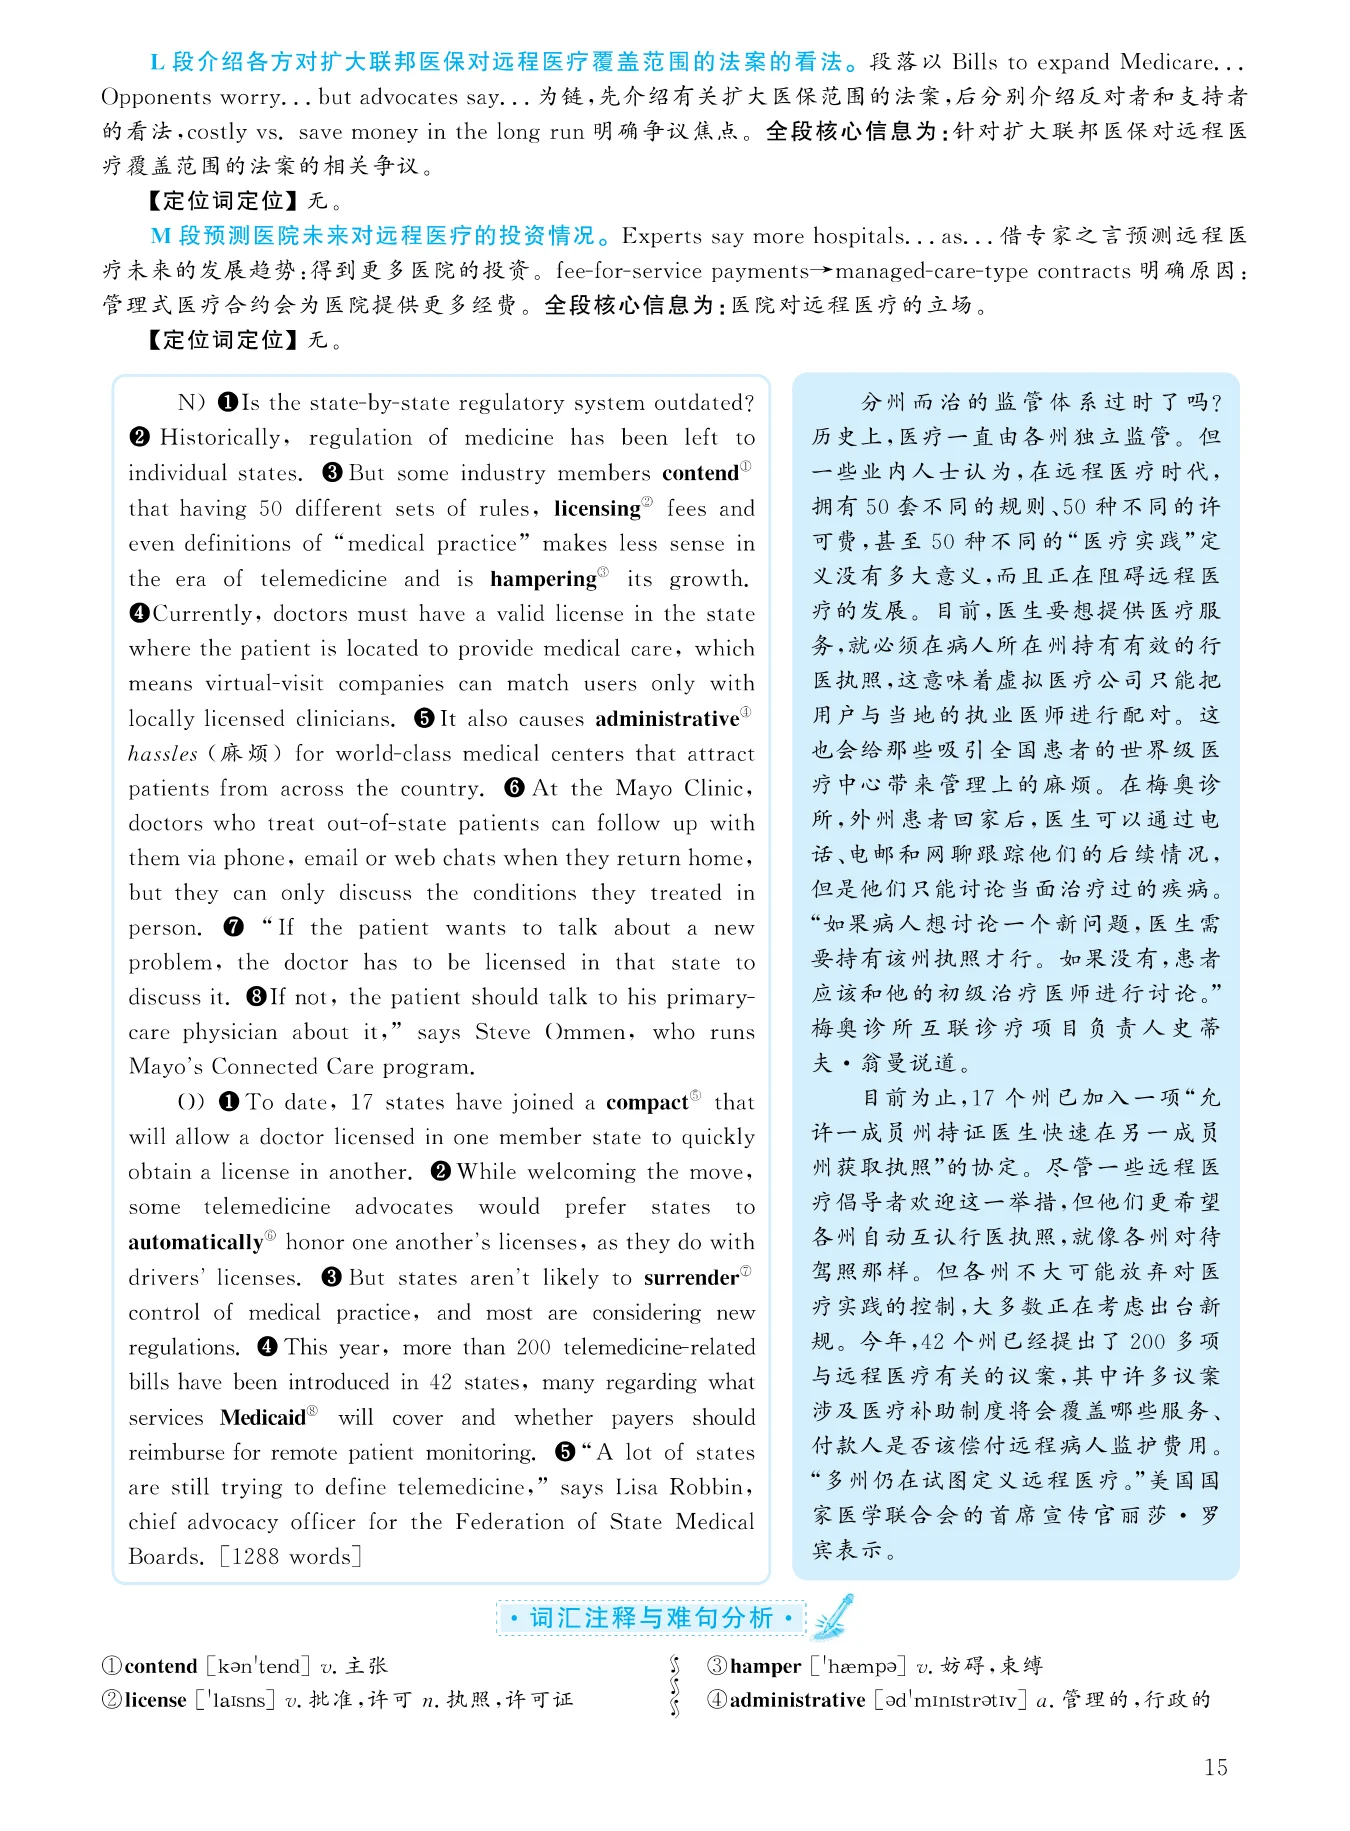 L 段介绍各方对扩大联邦医保对远程医疗覆盖范围的法案的看法。段落以 Bills to expand Medicare...
Opponents worry...but advocates say...为链,先介绍有关扩大医保范围的法案,后分别介绍反对者和支持者
的看法,costly vs. save money in the long run 明确争议焦点。全段核心信息为:针对扩大联邦医保对远程医
疗覆盖范围的法案的相关争议。
【定位词定位】无。
M 段预测医院未来对远程医疗的投资情况。Experts say more hospitals...as...借专家之言预测远程医
疗未来的发展趋势:得到更多医院的投资。fee-for-service payments→managed-care-type contracts 明确原因:
管理式医疗合约会为医院提供更多经费。全段核心信息为:医院对远程医疗的立场。
【定位词定位】无。
N) ❶Is the state-by-state regulatory system outdated?
❷ Historically, regulation of medicine has been left to
individual states. ❸But some industry members contend①
that having 50 different sets of rules, licensing② fees and
even definitions of “medical practice” makes less sense in
the era of telemedicine and is hampering③ its growth.
❹Currently, doctors must have a valid license in the state
where the patient is located to provide medical care, which
means virtual-visit companies can match users only with
locally licensed clinicians. ❺It also causes administrative④
hassles (麻烦) for world-class medical centers that attract
patients from across the country. ❻At the Mayo Clinic,
doctors who treat out-of-state patients can follow up with
them via phone, email or web chats when they return home,
but they can only discuss the conditions they treated in
person. ❼ “If the patient wants to talk about a new
problem, the doctor has to be licensed in that state to
discuss it. ❽If not, the patient should talk to his primary-
care physician about it,” says Steve Ommen, who runs
Mayo’s Connected Care program.
O) ❶To date, 17 states have joined a compact⑤ that
will allow a doctor licensed in one member state to quickly
obtain a license in another. ❷While welcoming the move,
some telemedicine advocates would prefer states to
automatically⑥ honor one another’s licenses, as they do with
drivers’ licenses. ❸But states aren’t likely to surrender⑦
control of medical practice, and most are considering new
regulations. ❹This year, more than 200 telemedicine-related
bills have been introduced in 42 states, many regarding what
services Medicaid⑧ will cover and whether payers should
reimburse for remote patient monitoring. ❺“A lot of states
are still trying to define telemedicine,” says Lisa Robbin,
chief advocacy officer for the Federation of State Medical
Boards. [1288 words]
分州而治的监管体系过时了吗?
历史上,医疗一直由各州独立监管。但
一些业内人士认为,在远程医疗时代,
拥有 50 套不同的规则、50 种不同的许
可费,甚至 50 种不同的“医疗实践”定
义没有多大意义,而且正在阻碍远程医
疗的发展。目前,医生要想提供医疗服
务,就必须在病人所在州持有有效的行
医执照,这意味着虚拟医疗公司只能把
用户与当地的执业医师进行配对。这
也会给那些吸引全国患者的世界级医
疗中心带来管理上的麻烦。在梅奥诊
所,外州患者回家后,医生可以通过电
话、电邮和网聊跟踪他们的后续情况,
但是他们只能讨论当面治疗过的疾病。
“如果病人想讨论一个新问题,医生需
要持有该州执照才行。如果没有,患者
应该和他的初级治疗医师进行讨论。”
梅奥诊所互联诊疗项目负责人史蒂
夫·翁曼说道。
目前为止,17 个州已加入一项“允
许一成员州持证医生快速在另一成员
州获取执照”的协定。尽管一些远程医
疗倡导者欢迎这一举措,但他们更希望
各州自动互认行医执照,就像各州对待
驾照那样。但各州不大可能放弃对医
疗实践的控制,大多数正在考虑出台新
规。今年,42 个州已经提出了 200 多项
与远程医疗有关的议案,其中许多议案
涉及医疗补助制度将会覆盖哪些服务、
付款人是否该偿付远程病人监护费用。
“多州仍在试图定义远程医疗。”美国国
家医学联合会的首席宣传官丽莎·罗
宾表示。
·词汇注释与难句分析·
①contend [kən'tend] v. 主张
②license ['laɪsns] v. 批准,许可 n. 执照,许可证
③hamper ['hæmpə] v. 妨碍,束缚
④administrative [əd'mɪnɪstrətɪv] a. 管理的,行政的
15